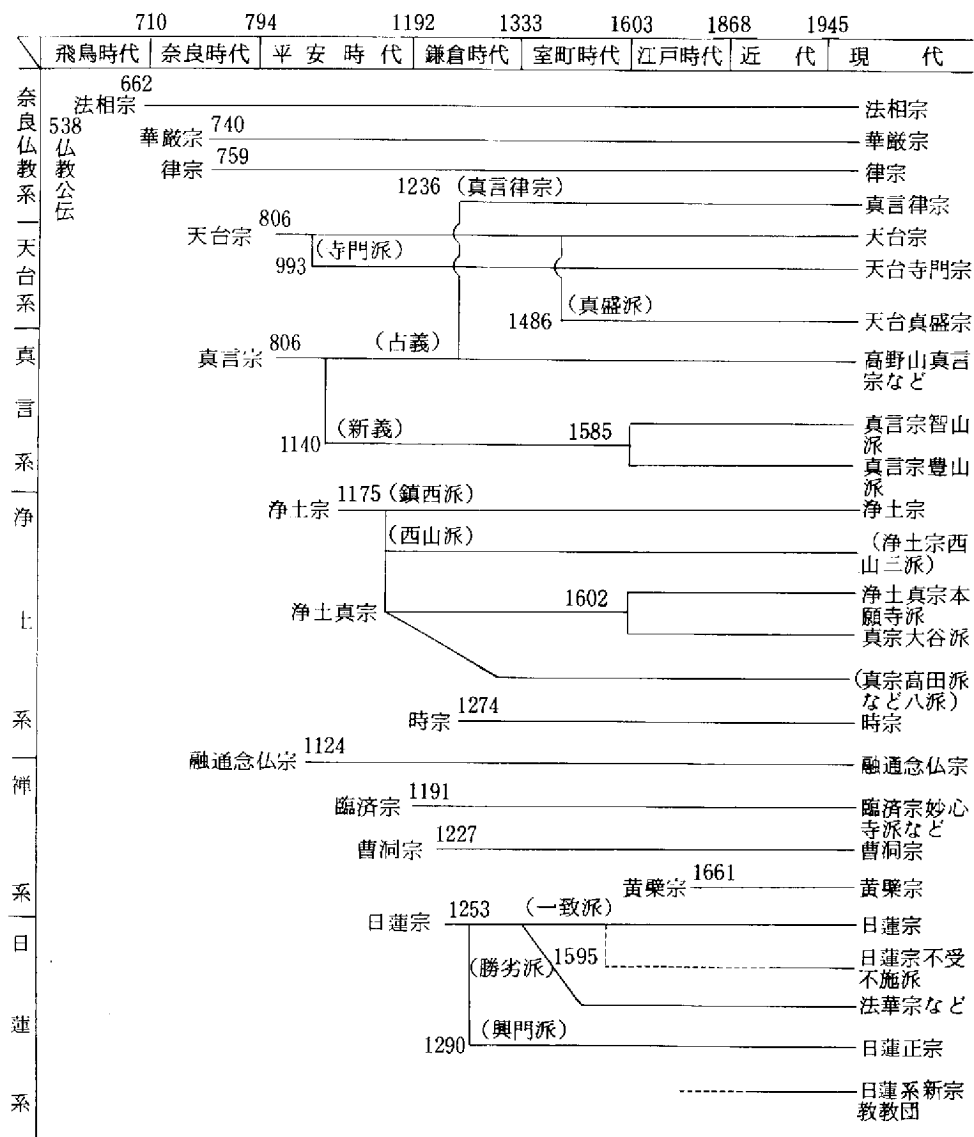 710 794 1192 1333 1603 1868 1945
飛鳥時代 奈良時代 平安時代 鎌倉時代 室町時代 江戸時代 近代 現代
奈良仏教系
662
法相宗 法相宗
538
仏教公伝
740
華厳宗 華厳宗
759
律宗 律宗
1236 (真言律宗)
真言律宗
天台系
806
天台宗 天台宗
(寺門派)
993 天台寺門宗
(真盛派)
1486 天台真盛宗
真言系
806 (古義)
真言宗 高野山真言
宗など
(新義)
1140 1585
真言宗智山
派
真言宗豊山
派
浄土系
1175 (鎮西派)
浄土宗 浄土宗
(西山派)
(浄土宗西
山三派)
浄土真宗 1602
浄土真宗本
願寺派
真宗大谷派
(真宗高田派
など八派)
1274
時宗 時宗
1124
融通念仏宗 融通念仏宗
禅系
1191
臨済宗 臨済宗妙心
寺派など
1227
曹洞宗 曹洞宗
1661
黄檗宗 黄檗宗
日蓮系
1253 (一致派)
日蓮宗 日蓮宗
(勝劣派) 1595
日蓮宗不受
不施派
法華宗など
(興門派)
1290 日蓮正宗
日蓮系新宗
教教団